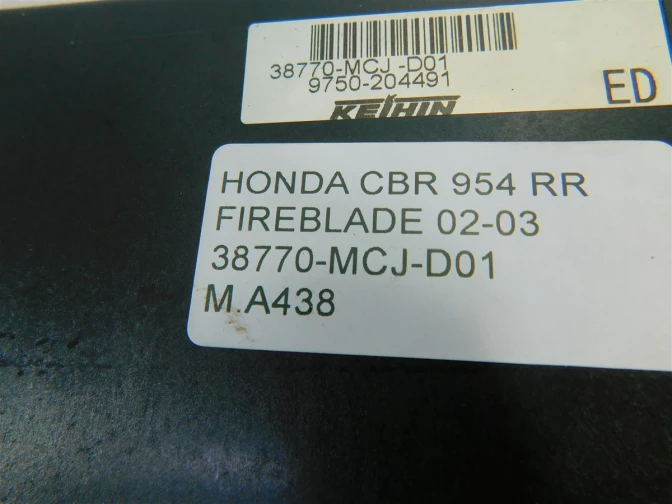 38770-MCJ -D01
9750-204491
KEIHIN
ED
HONDA CBR 954 RR
FIREBLADE 02-03
38770-MCJ-D01
M.A438